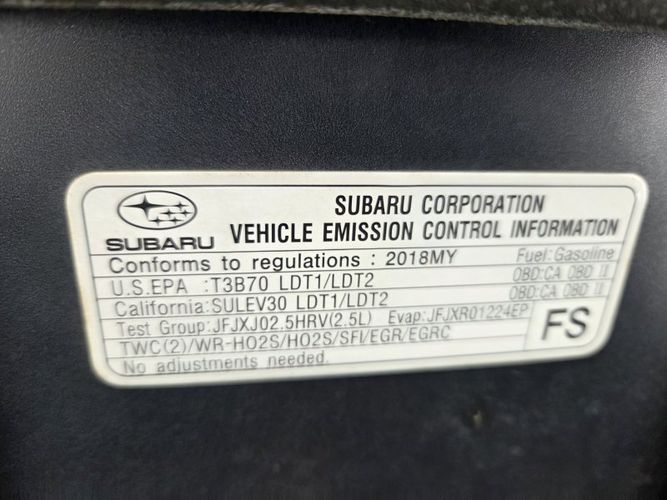 SUBARU CORPORATION
SUBARU VEHICLE EMISSION CONTROL INFORMATION
Conforms to regulations : 2018MY Fuel:Gasoline
U.S.EPA :T3B70 LDT1/LDT2 OBD:CA OBD II
California:SULEV30 LDT1/LDT2 OBD:CA OBD II
Test Group:JFJXJ02.5HRV(2.5L) Evap:JFJXR01224EP
TWC(2)/WR-HO2S/HO2S/SFI/EGR/EGRC FS
No adjustments needed.